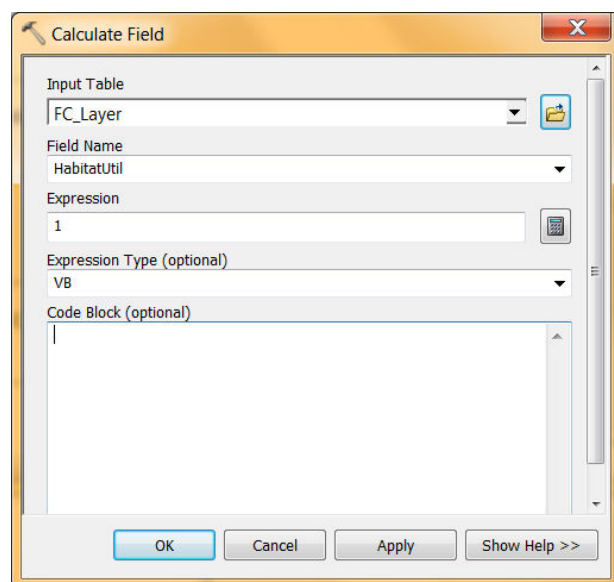 Calculate Field
X
Input Table
FC_Layer
Field Name
HabitatUtil
Expression
1
Expression Type (optional)
VB
Code Block (optional)
OK Cancel Apply Show Help >>